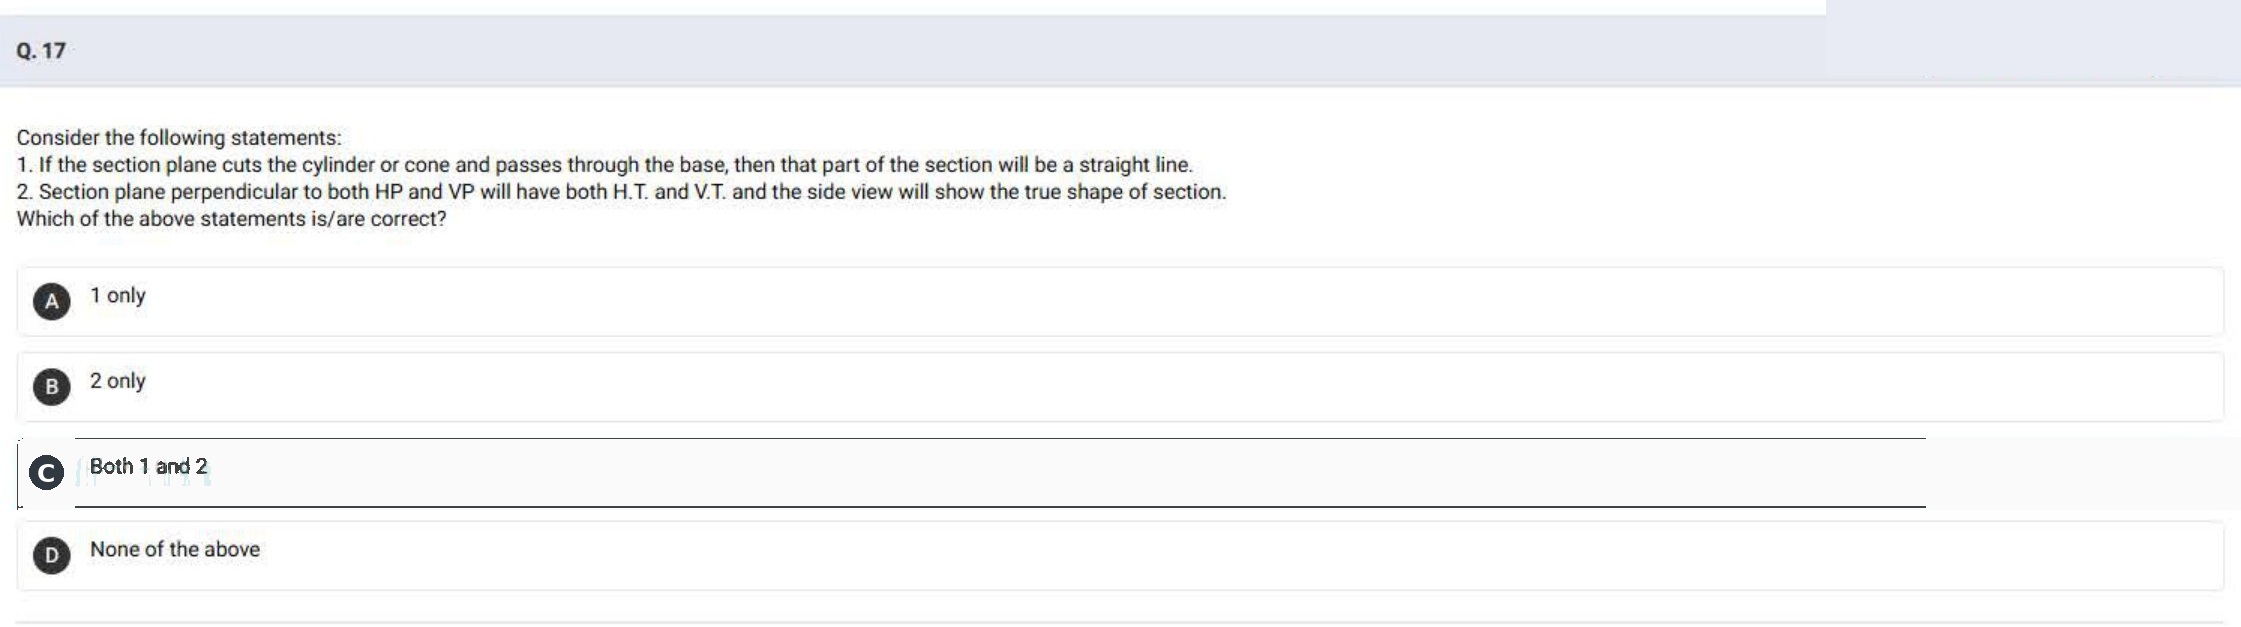 Q. 17
Consider the following statements:
1. If the section plane cuts the cylinder or cone and passes through the base, then that part of the section will be a straight line.
2. Section plane perpendicular to both HP and VP will have both H.T. and V.T. and the side view will show the true shape of section.
Which of the above statements is/are correct?
A 1 only
B 2 only
C Both 1 and 2
D None of the above